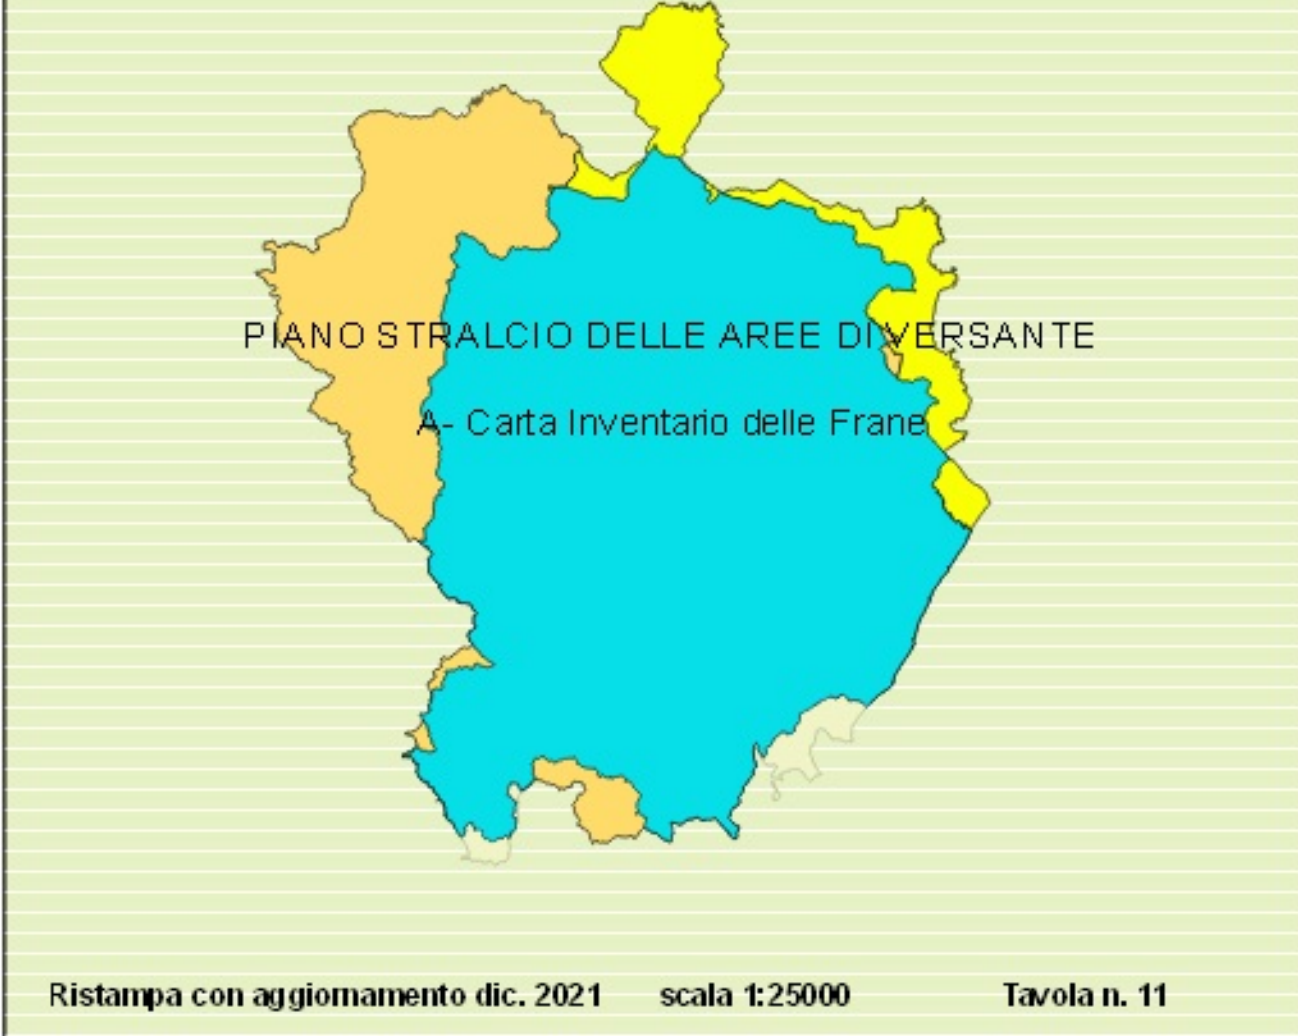 PIANO STRALCIO DELLE AREE DI VERSANTE
A- Carta Inventario delle Frane
Ristampa con aggiornamento dic. 2021 scala 1:25000 Tavola n. 11